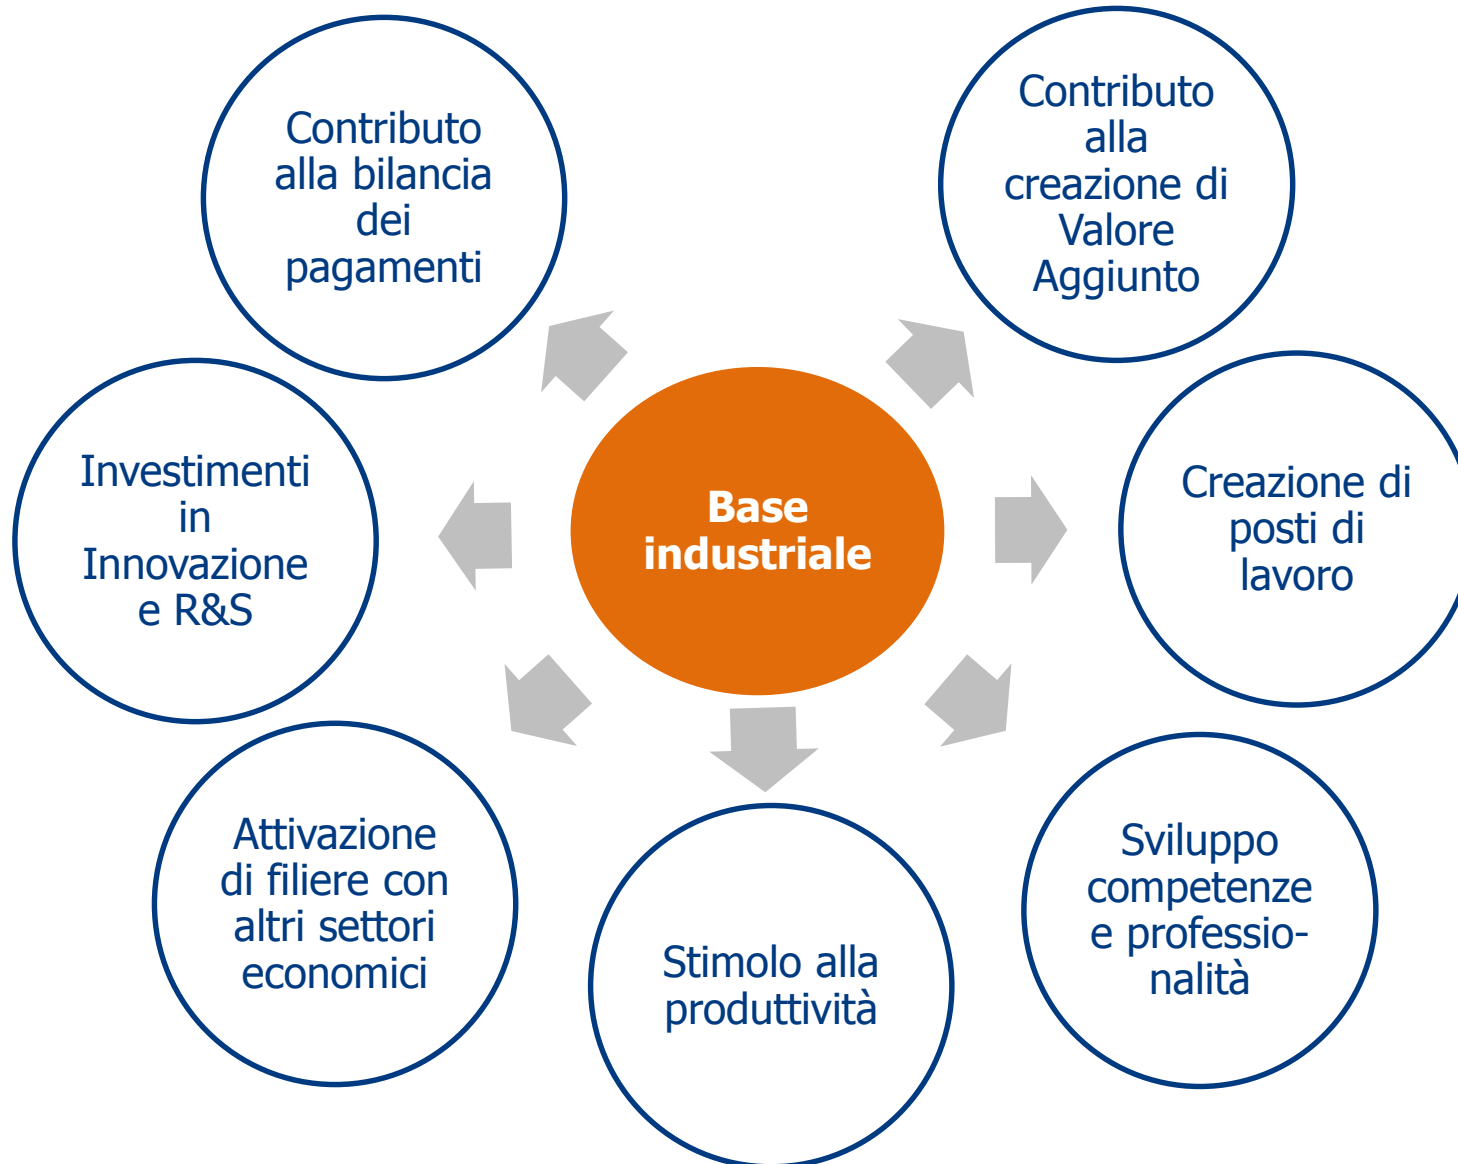 Contributo
alla bilancia
dei
pagamenti
Contributo
alla
creazione di
Valore
Aggiunto
Investimenti
in
Innovazione
e R&S
Base
industriale
Creazione di
posti di
lavoro
Attivazione
di filiere con
altri settori
economici
Stimolo alla
produttività
Sviluppo
competenze
e professio-
nalità